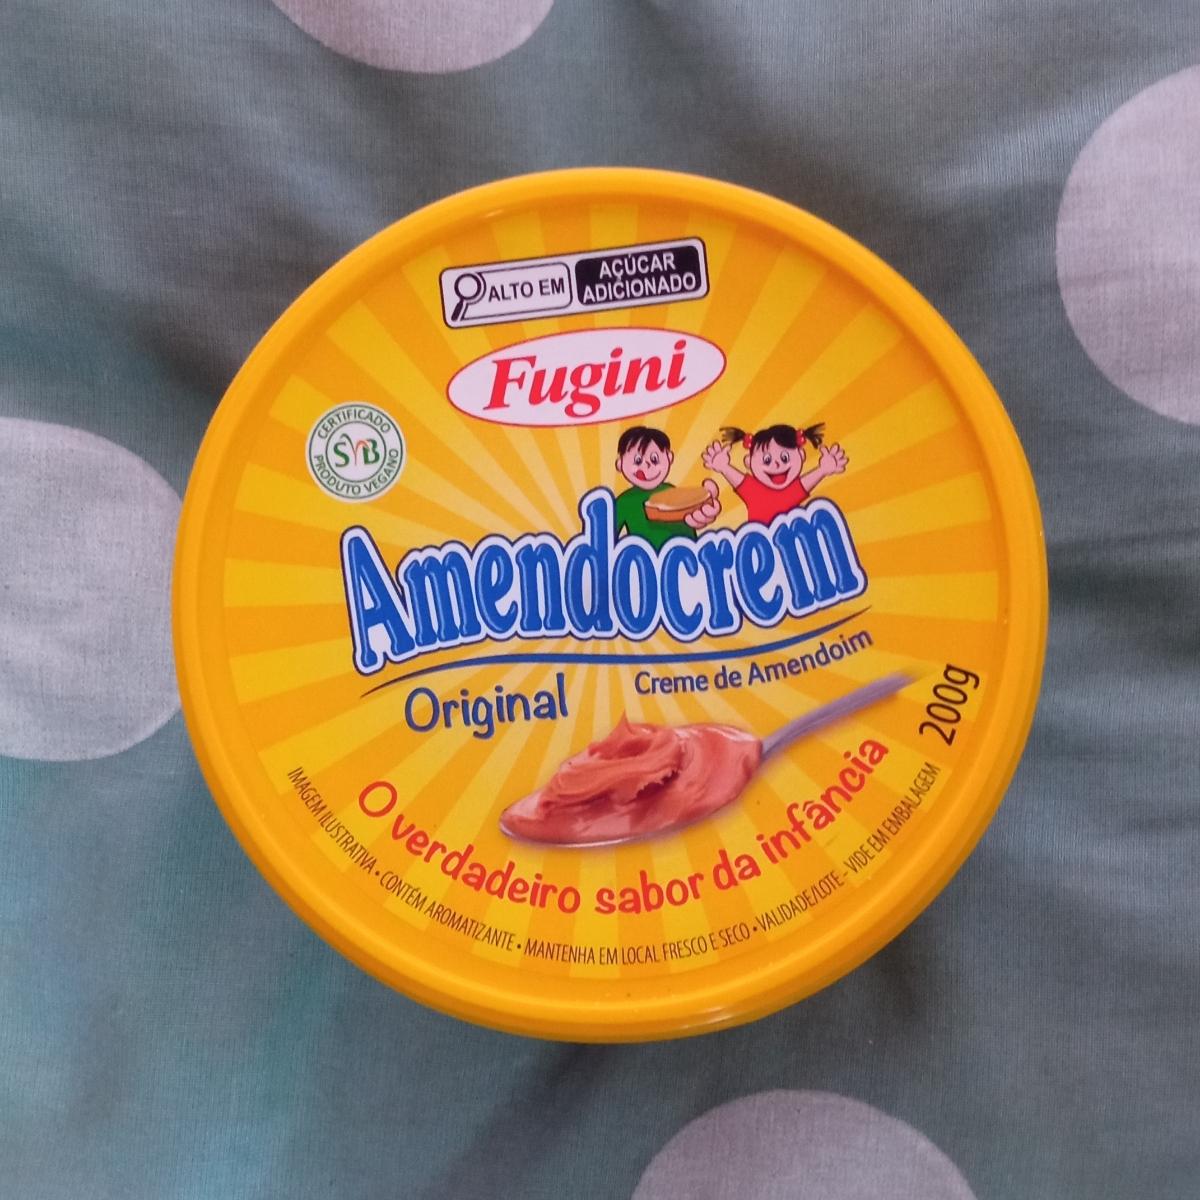 ALTO EM
AÇÚCAR
ADICIONADO
Fugini
CERTIFICADO
SVB
PRODUTO VEGANO
Amendocrem
Original
Creme de Amendoim
200g
O verdadeiro sabor da infância
IMAGEM ILUSTRATIVA • CONTÉM AROMATIZANTE • MANTENHA EM LOCAL FRESCO E SECO • VALIDADE/LOTE - VIDE EM EMBALAGEM